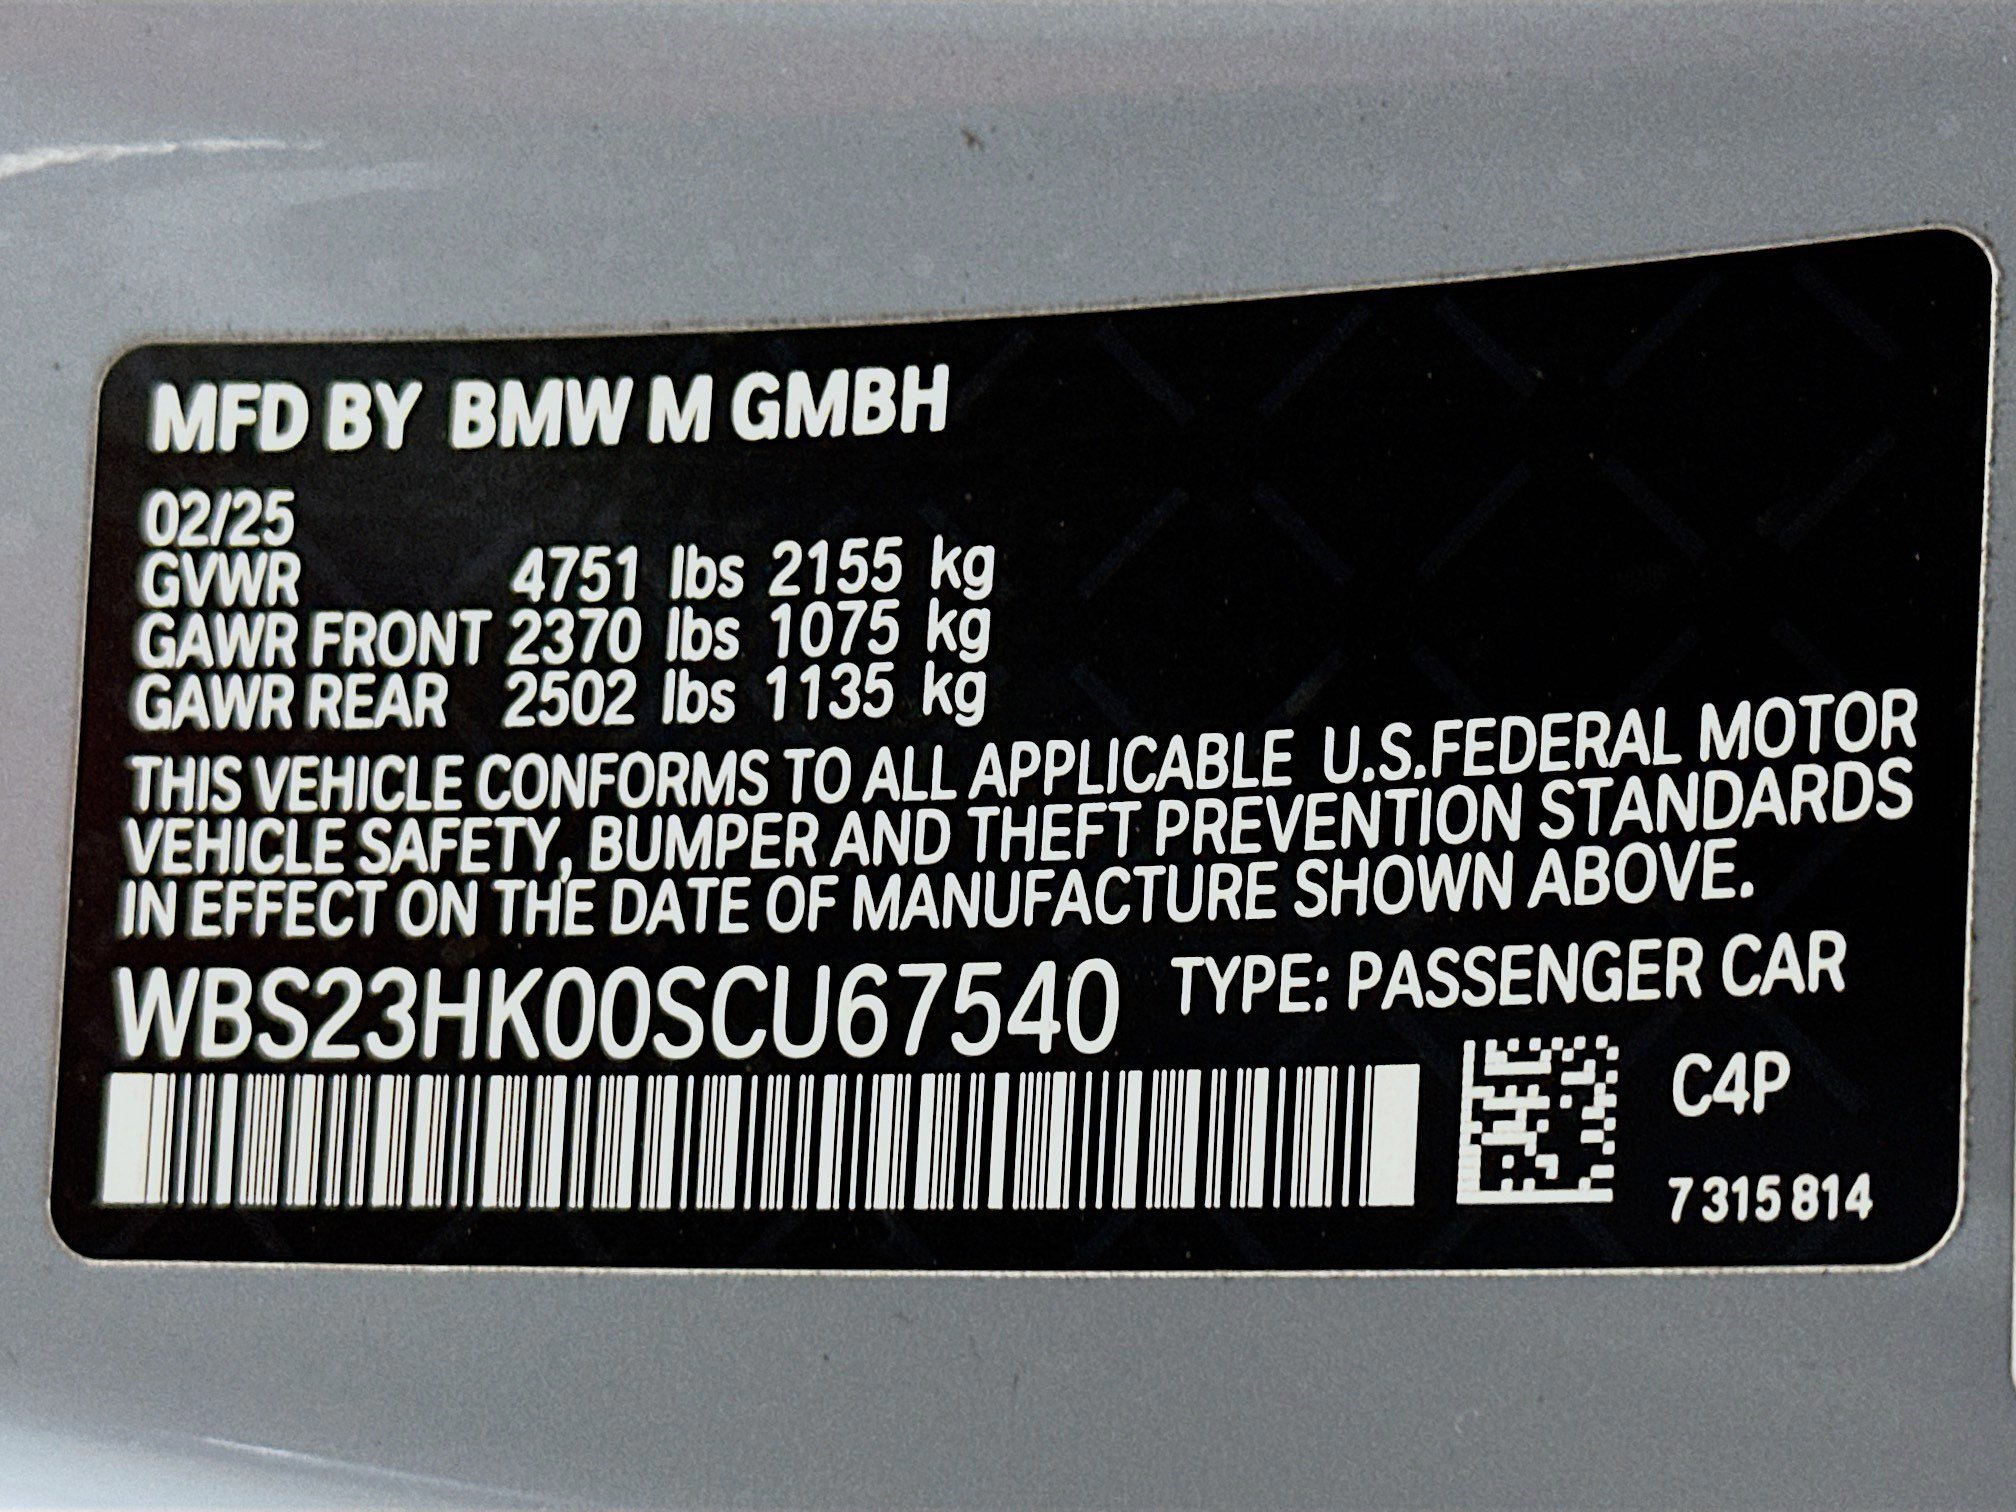 MFD BY BMW M GMBH
02/25
GVWR 4751 lbs 2155 kg
GAWR FRONT 2370 lbs 1075 kg
GAWR REAR 2502 lbs 1135 kg
THIS VEHICLE CONFORMS TO ALL APPLICABLE U.S.FEDERAL MOTOR
VEHICLE SAFETY, BUMPER AND THEFT PREVENTION STANDARDS
IN EFFECT ON THE DATE OF MANUFACTURE SHOWN ABOVE.
WBS23HK00SCU67540 TYPE: PASSENGER CAR
C4P
7 315 814